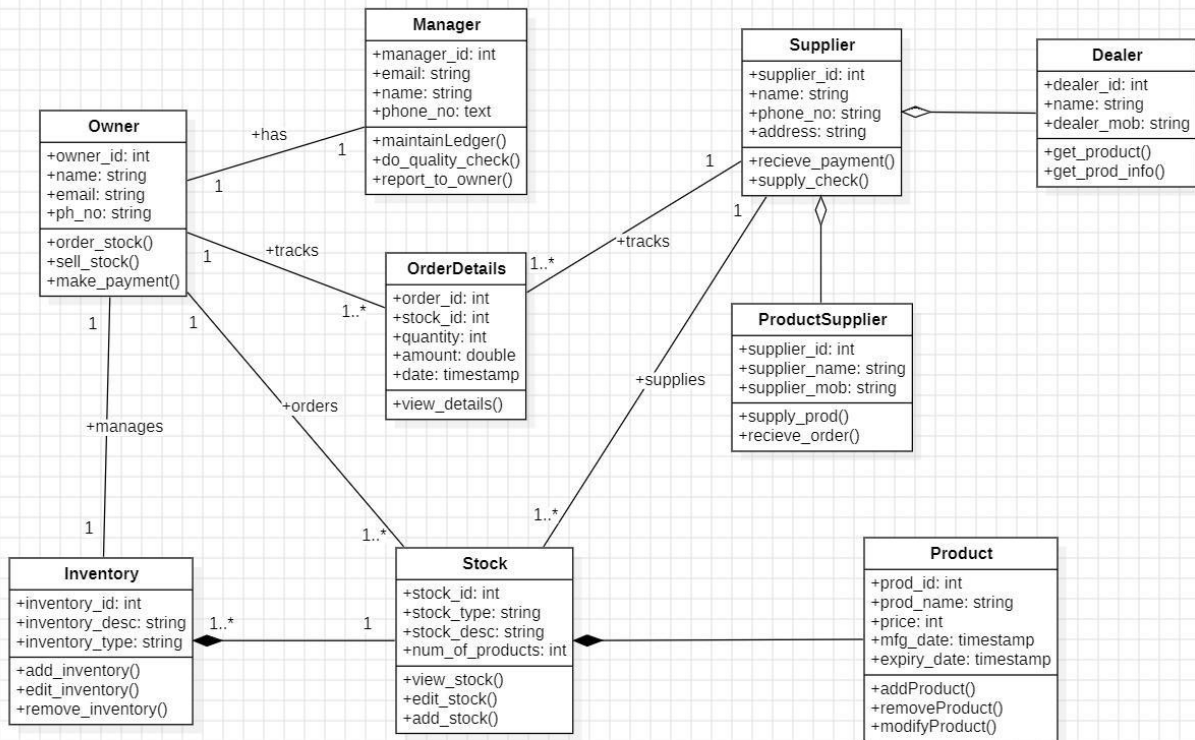 Manager
+manager_id: int
+email: string
+name: string
+phone_no: text
+maintainLedger()
+do_quality_check()
+report_to_owner()
Supplier
+supplier_id: int
+name: string
+phone_no: string
+address: string
+recieve_payment()
+supply_check()
Dealer
+dealer_id: int
+name: string
+dealer_mob: string
+get_product()
+get_prod_info()
Owner
+owner_id: int
+name: string
+email: string
+ph_no: string
+order_stock()
+sell_stock()
+make_payment()
+has
1
1
+tracks
1
1..*
OrderDetails
+order_id: int
+stock_id: int
+quantity: int
+amount: double
+date: timestamp
+view_details()
1
+tracks
1..*
1
+supplies
1..*
ProductSupplier
+supplier_id: int
+supplier_name: string
+supplier_mob: string
+supply_prod()
+recieve_order()
1
+manages
1
1
+orders
1..*
Inventory
+inventory_id: int
+inventory_desc: string
+inventory_type: string
+add_inventory()
+edit_inventory()
+remove_inventory()
1..*
1
Stock
+stock_id: int
+stock_type: string
+stock_desc: string
+num_of_products: int
+view_stock()
+edit_stock()
+add_stock()
Product
+prod_id: int
+prod_name: string
+price: int
+mfg_date: timestamp
+expiry_date: timestamp
+addProduct()
+removeProduct()
+modifyProduct()